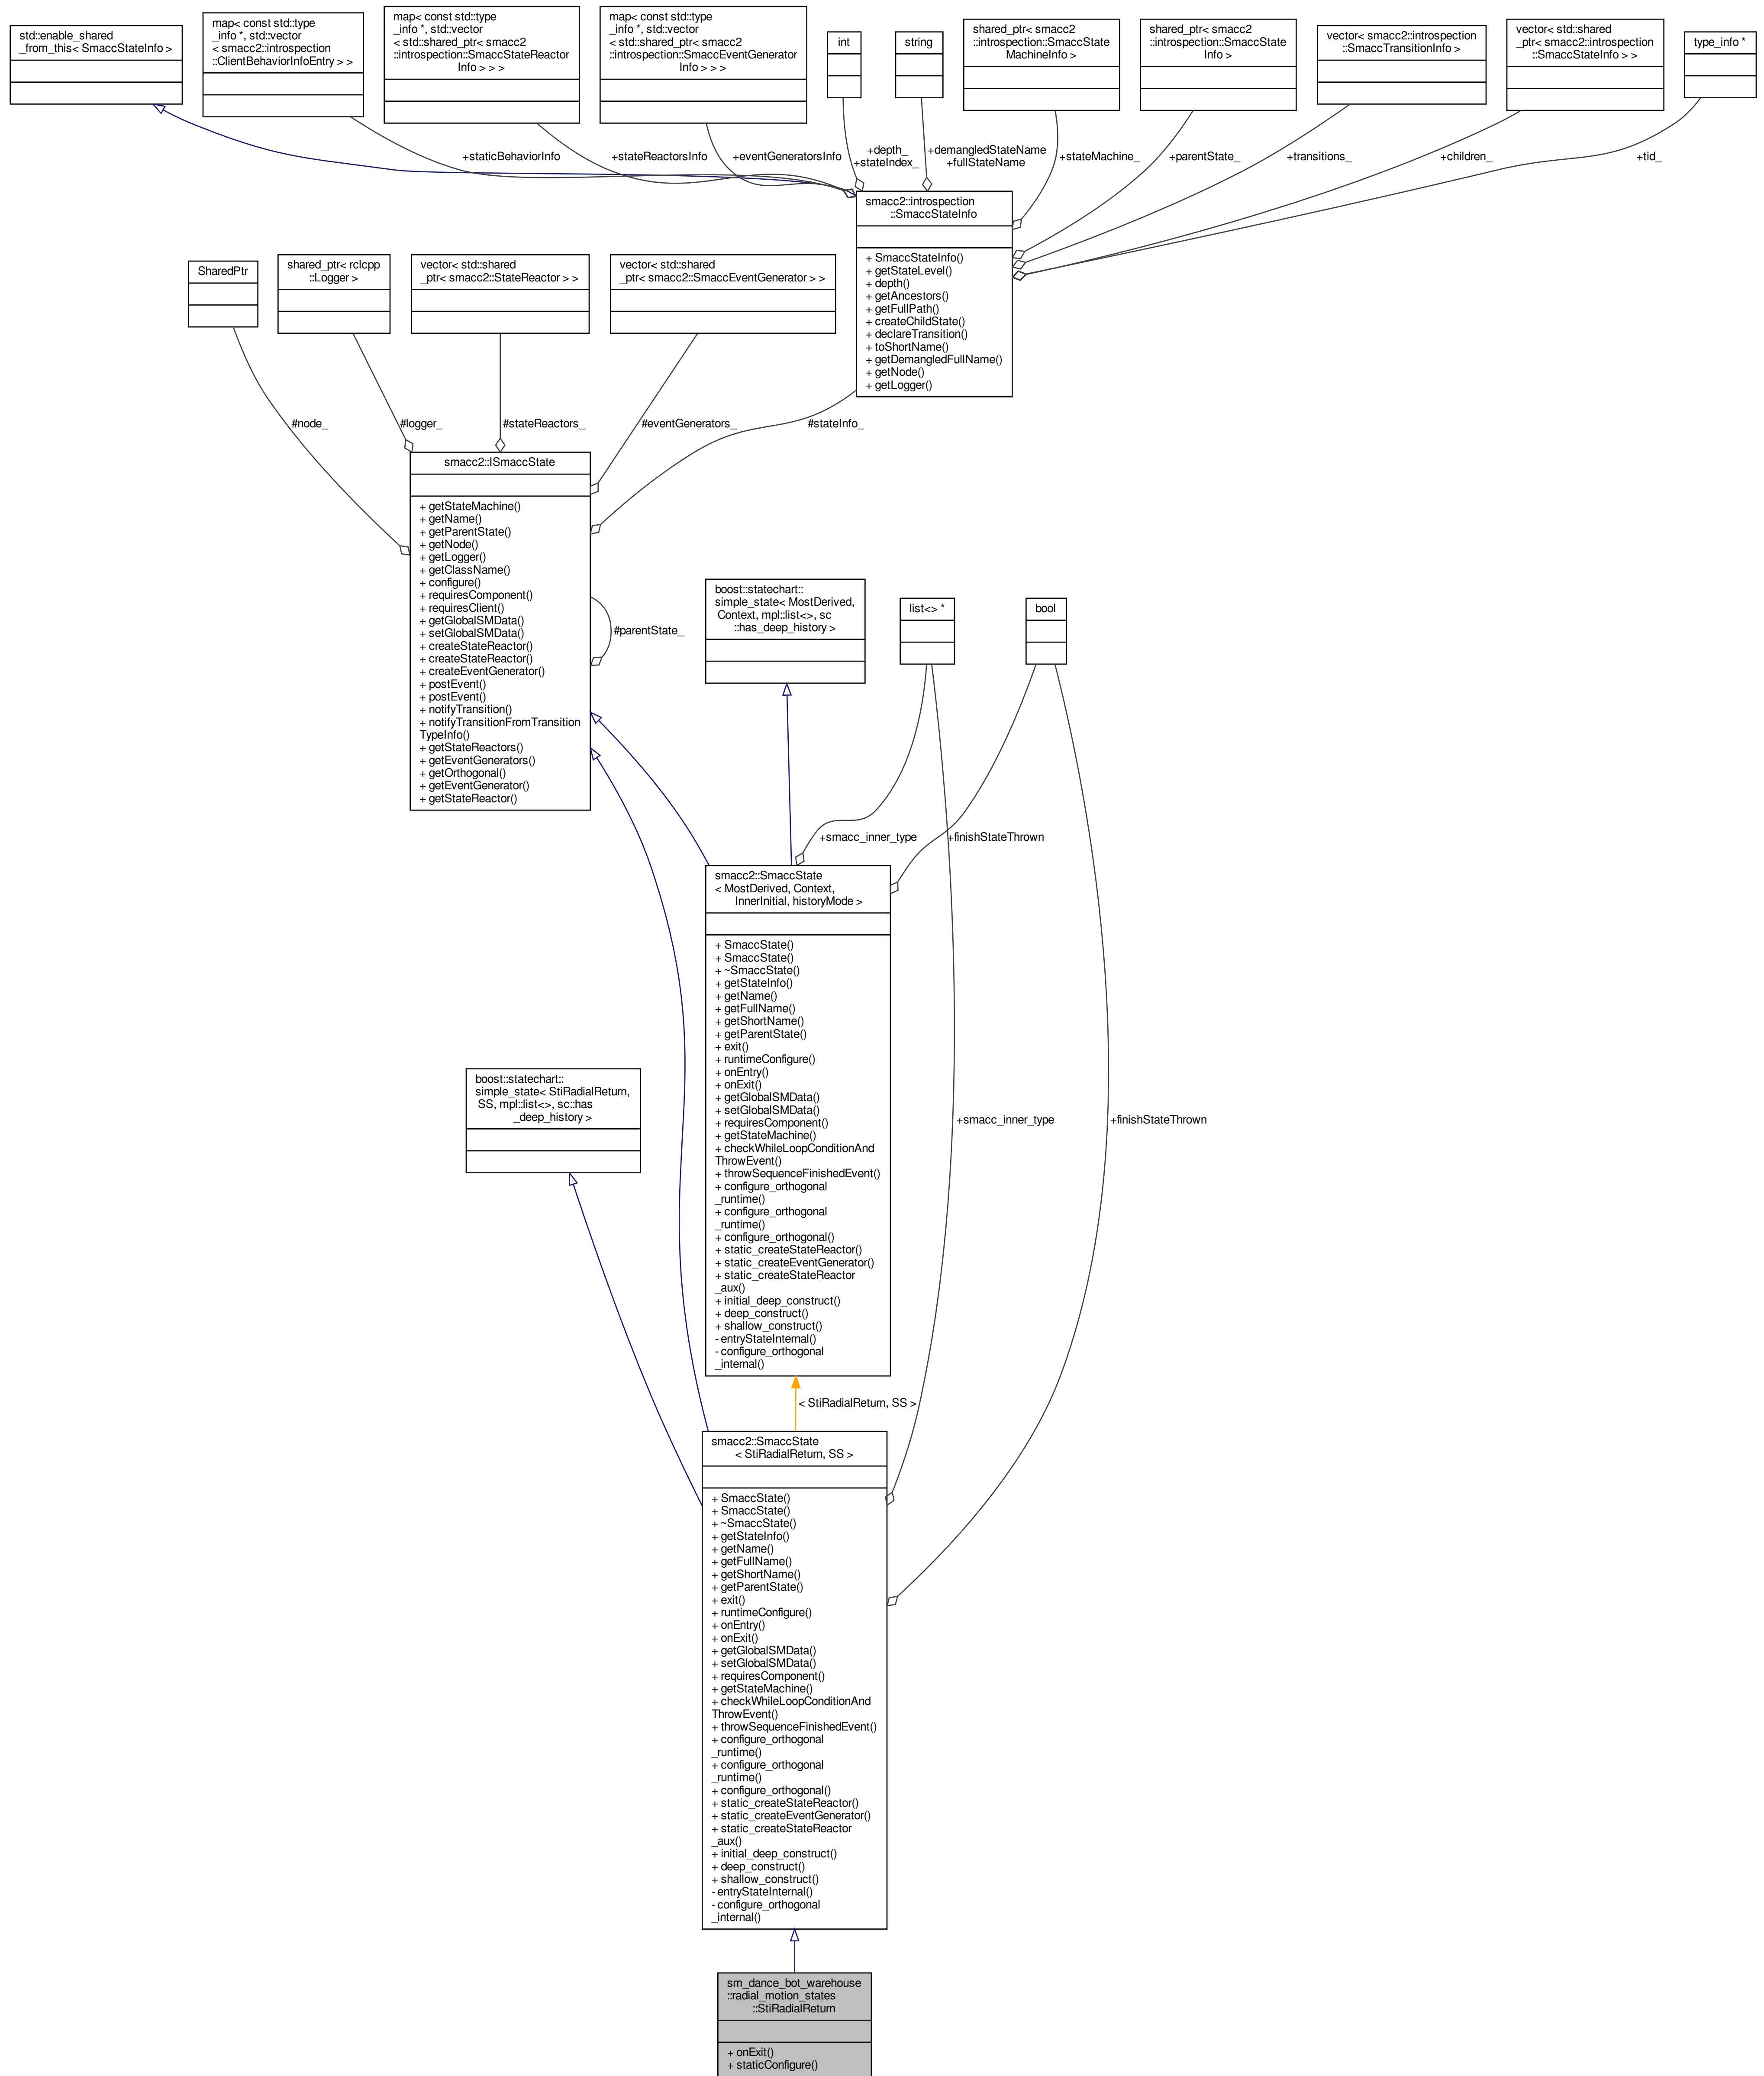 std::enable_shared
_from_this< SmaccStateInfo >
map< const std::type
_info *, std::vector
< smacc2::introspection
::ClientBehaviorInfoEntry > >
map< const std::type
_info *, std::vector
< std::shared_ptr< smacc2
::introspection::SmaccStateReactor
Info > > >
map< const std::type
_info *, std::vector
< std::shared_ptr< smacc2
::introspection::SmaccEventGenerator
Info > > >
int
string
shared_ptr< smacc2
::introspection::SmaccState
MachineInfo >
shared_ptr< smacc2
::introspection::SmaccState
Info >
vector< smacc2::introspection
::SmaccTransitionInfo >
vector< std::shared
_ptr< smacc2::introspection
::SmaccStateInfo > >
type_info *
+staticBehaviorInfo
+stateReactorsInfo
+eventGeneratorsInfo
+depth_
+stateIndex_
+demangledStateName
+fullStateName
+stateMachine_
+parentState_
+transitions_
+children_
+tid_
smacc2::introspection
::SmaccStateInfo
+ SmaccStateInfo()
+ getStateLevel()
+ depth()
+ getAncestors()
+ getFullPath()
+ createChildState()
+ declareTransition()
+ toShortName()
+ getDemangledFullName()
+ getNode()
+ getLogger()
SharedPtr
shared_ptr< rclcpp
::Logger >
vector< std::shared
_ptr< smacc2::StateReactor > >
vector< std::shared
_ptr< smacc2::SmaccEventGenerator > >
#node_
#logger_
#stateReactors_
#eventGenerators_
#stateInfo_
smacc2::ISmaccState
+ getStateMachine()
+ getName()
+ getParentState()
+ getNode()
+ getLogger()
+ getClassName()
+ configure()
+ requiresComponent()
+ requiresClient()
+ getGlobalSMData()
+ setGlobalSMData()
+ createStateReactor()
+ createStateReactor()
+ createEventGenerator()
+ postEvent()
+ postEvent()
+ notifyTransition()
+ notifyTransitionFromTransition
TypeInfo()
+ getStateReactors()
+ getEventGenerators()
+ getOrthogonal()
+ getEventGenerator()
+ getStateReactor()
#parentState_
boost::statechart::
simple_state< MostDerived,
Context, mpl::list<>, sc
::has_deep_history >
list<> *
bool
+smacc_inner_type
+finishStateThrown
smacc2::SmaccState
< MostDerived, Context,
InnerInitial, historyMode >
+ SmaccState()
+ SmaccState()
+ ~SmaccState()
+ getStateInfo()
+ getName()
+ getFullName()
+ getShortName()
+ getParentState()
+ exit()
+ runtimeConfigure()
+ onEntry()
+ onExit()
+ getGlobalSMData()
+ setGlobalSMData()
+ requiresComponent()
+ getStateMachine()
+ checkWhileLoopConditionAnd
ThrowEvent()
+ throwSequenceFinishedEvent()
+ configure_orthogonal
_runtime()
+ configure_orthogonal
_runtime()
+ configure_orthogonal()
+ static_createStateReactor()
+ static_createEventGenerator()
+ static_createStateReactor
_aux()
+ initial_deep_construct()
+ deep_construct()
+ shallow_construct()
- entryStateInternal()
- configure_orthogonal
_internal()
boost::statechart::
simple_state< StiRadialReturn,
SS, mpl::list<>, sc::has
_deep_history >
+smacc_inner_type
+finishStateThrown
< StiRadialReturn, SS >
smacc2::SmaccState
< StiRadialReturn, SS >
+ SmaccState()
+ SmaccState()
+ ~SmaccState()
+ getStateInfo()
+ getName()
+ getFullName()
+ getShortName()
+ getParentState()
+ exit()
+ runtimeConfigure()
+ onEntry()
+ onExit()
+ getGlobalSMData()
+ setGlobalSMData()
+ requiresComponent()
+ getStateMachine()
+ checkWhileLoopConditionAnd
ThrowEvent()
+ throwSequenceFinishedEvent()
+ configure_orthogonal
_runtime()
+ configure_orthogonal
_runtime()
+ configure_orthogonal()
+ static_createStateReactor()
+ static_createEventGenerator()
+ static_createStateReactor
_aux()
+ initial_deep_construct()
+ deep_construct()
+ shallow_construct()
- entryStateInternal()
- configure_orthogonal
_internal()
sm_dance_bot_warehouse
::radial_motion_states
::StiRadialReturn
+ onExit()
+ staticConfigure()